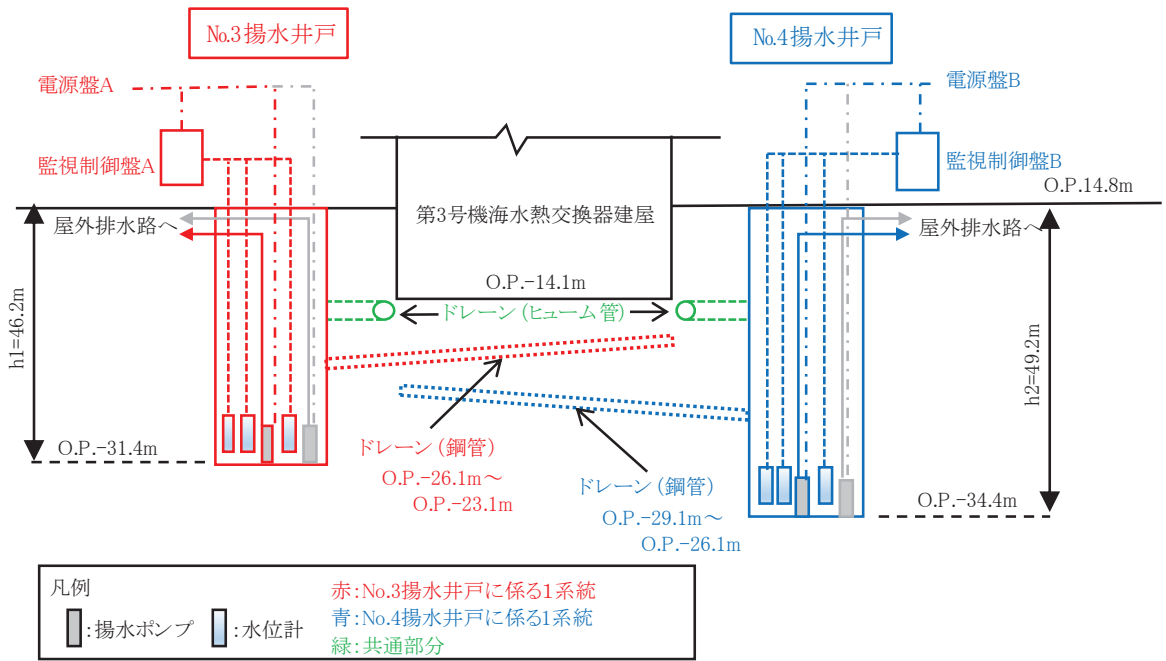 No.3揚水井戸
No.4揚水井戸
電源盤A
電源盤B
監視制御盤A
監視制御盤B
O.P.14.8m
屋外排水路へ
第3号機海水熱交換器建屋
屋外排水路へ
O.P.-14.1m
ドレーン(ヒューム管)
h1=46.2m
h2=49.2m
O.P.-31.4m
ドレーン(鋼管)
O.P.-26.1m~
O.P.-23.1m
ドレーン(鋼管)
O.P.-29.1m~
O.P.-26.1m
O.P.-34.4m
凡例
:揚水ポンプ :水位計
赤:No.3揚水井戸に係る1系統
青:No.4揚水井戸に係る1系統
緑:共通部分